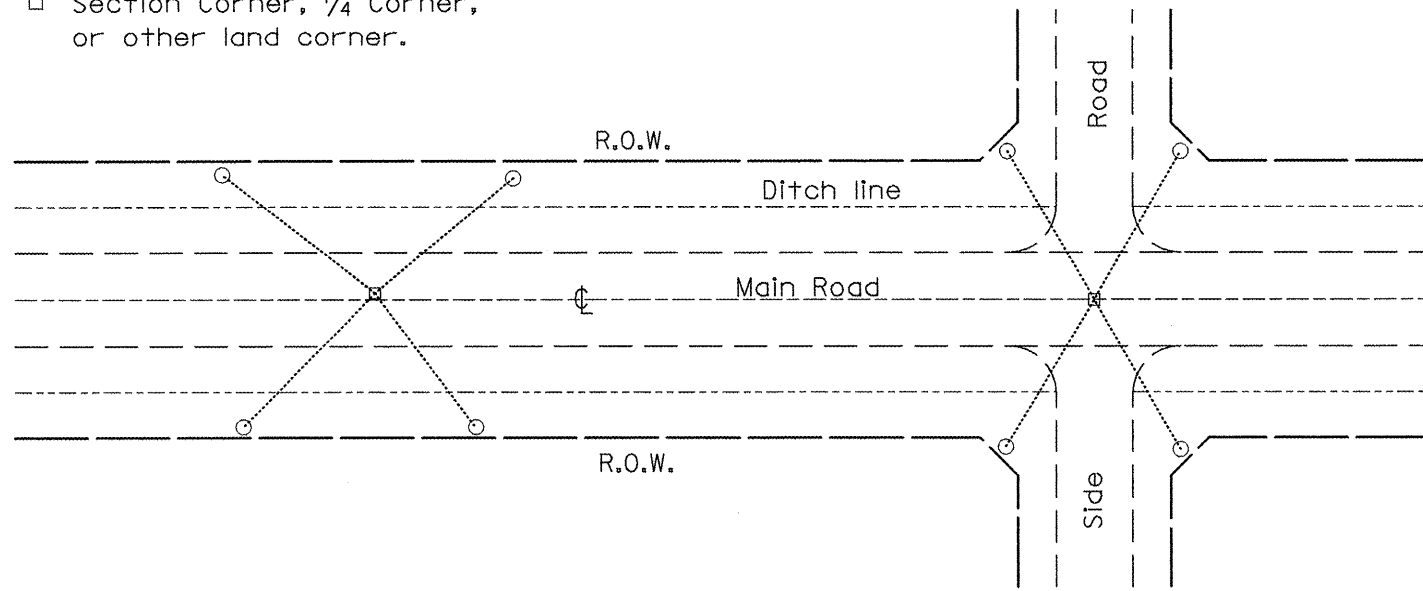 □ Section Corner, 1/4 Corner,
or other land corner.
Road
R.O.W.
Ditch line
Main Road
℄
R.O.W.
Side